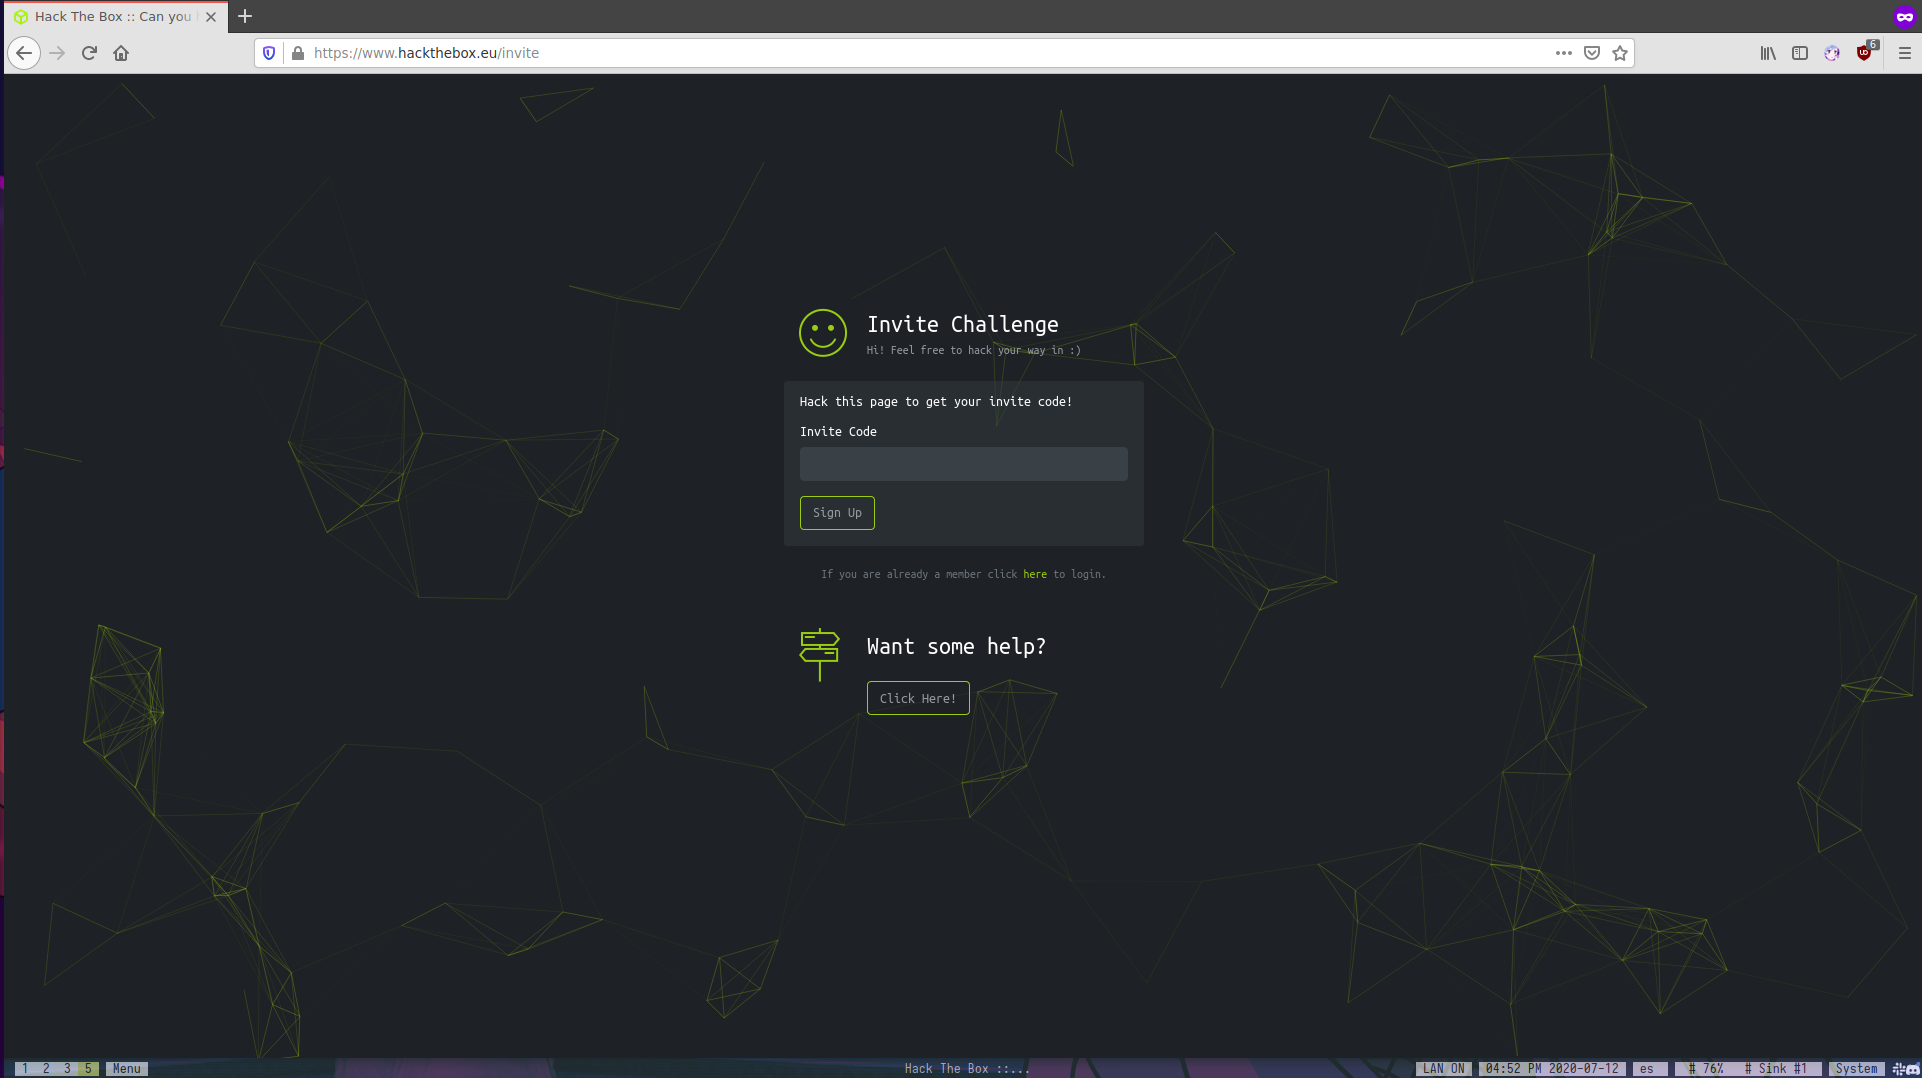 Hack The Box :: Can you
https://www.hackthebox.eu/invite
6
Invite Challenge
Hi! Feel free to hack your way in :)
Hack this page to get your invite code!
Invite Code
Sign Up
If you are already a member click here to login.
Want some help?
Click Here!
1 2 3 5 Menu Hack The Box ::... LAN ON 04:52 PM 2020-07-12 es # 76% # Sink #1 System